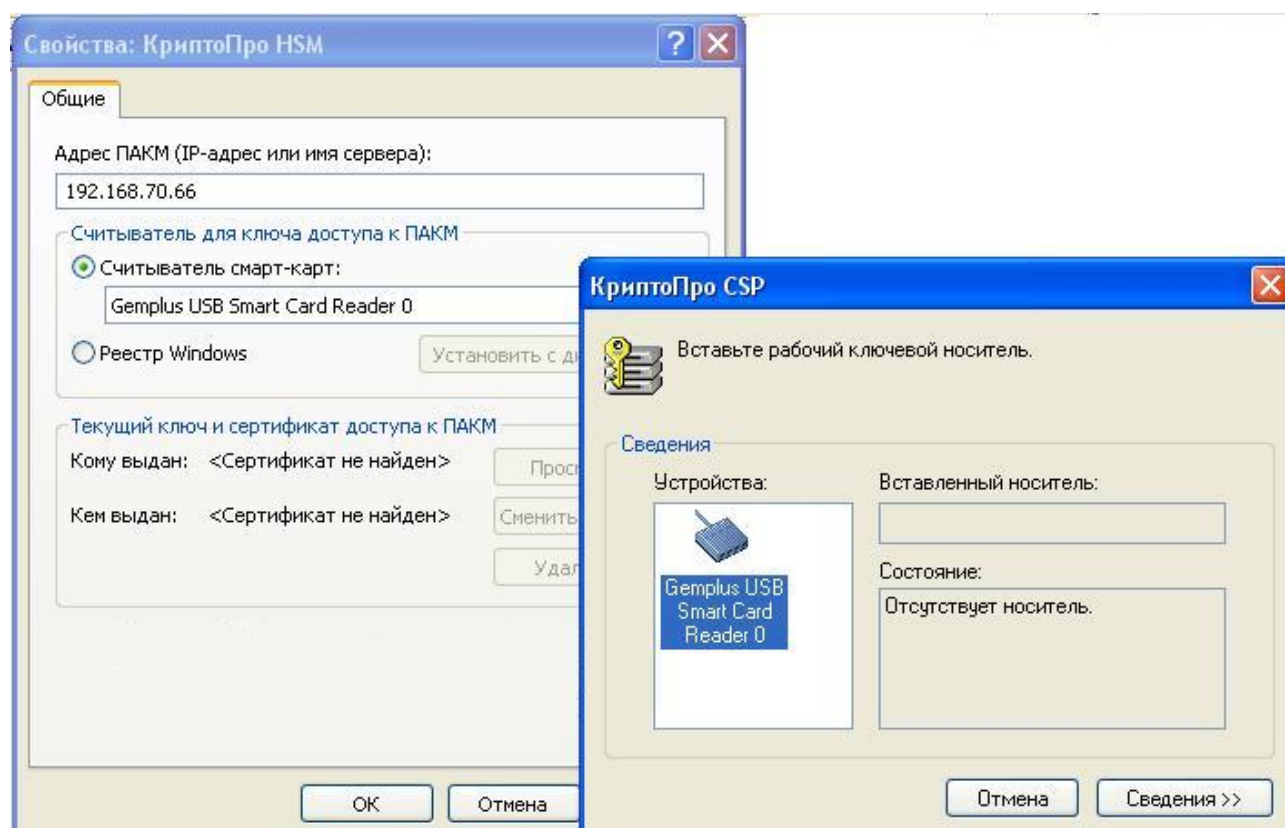 Свойства: КриптоПро HSM
Общие
Адрес ПАКМ (IP-адрес или имя сервера):
192.168.70.66
Считыватель для ключа доступа к ПАКМ
Считыватель смарт-карт:
Gemplus USB Smart Card Reader 0
Реестр Windows
Установить с
Текущий ключ и сертификат доступа к ПАКМ
Кому выдан: <Сертификат не найден>
Кем выдан: <Сертификат не найден>
Сменить
ОК
Отмена
КриптоПро CSP
Вставьте рабочий ключевой носитель.
Сведения
Устройства:
Gemplus USB
Smart Card
Reader 0
Вставленный носитель:
Состояние:
Отсутствует носитель.
Отмена
Сведения >>